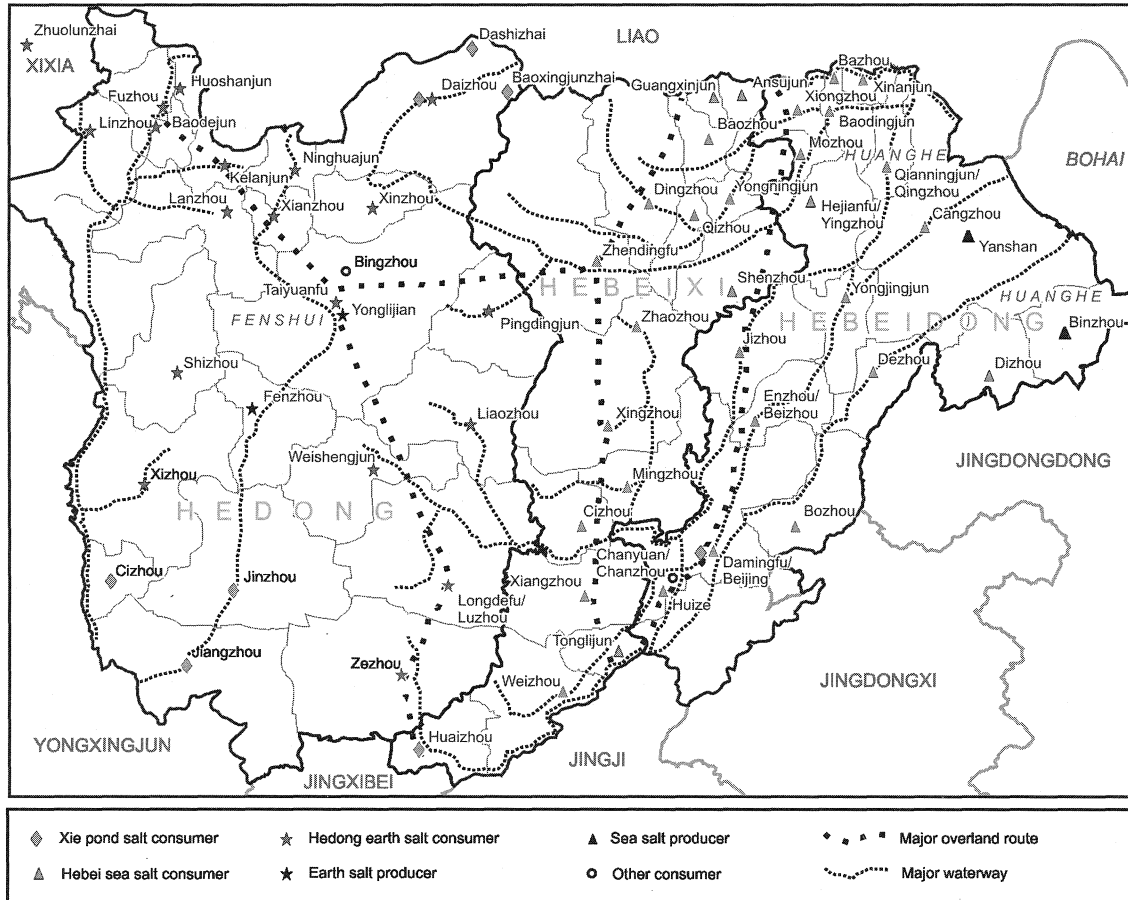 Zhuolunzhai
XIXIA
LIAO
Dashizhai
Huoshanjun
Fuzhou
Linzhou
Baodejun
Daizhou
Baoxingjunzhai
Guangxinjun
Ansujun
Bazhou
Xinanjun
Xiongzhou
Baodingjun
Baozhou
Mozhou
HUANGHE
BOHAI
Ninghuajun
Kelanjun
Lanzhou
Xianzhou
Xinzhou
Dingzhou
Yongningjun
Qizhou
Hejianfu/
Yingzhou
Qianningjun/
Qingzhou
Cangzhou
Yanshan
Zhendingfu
Bingzhou
Taiyuanfu
FENSHUI
Yonglijian
Pingdingjun
HEBEIXI
Shenzhou
Zhaozhou
Yongjingjun
HEBEIDONG
HUANGHE
Binzhou
Jizhou
Dezhou
Dizhou
Shizhou
Fenzhou
Liaozhou
Xingzhou
Enzhou/
Beizhou
Weishengjun
Xizhou
HEDONG
Mingzhou
Cizhou
Bozhou
JINGDONGDONG
Cizhou
Jinzhou
Chanyuan/
Chanzhou
Xiangzhou
Damingfu/
Beijing
Huize
Longdefu/
Luzhou
Jiangzhou
Zezhou
Tonglijun
Weizhou
JINGDONGXI
Huaizhou
YONGXINGJUN
JINGXIBEI
JINGJI
Xie pond salt consumer
Hedong earth salt consumer
Sea salt producer
Major overland route
Hebei sea salt consumer
Earth salt producer
Other consumer
Major waterway